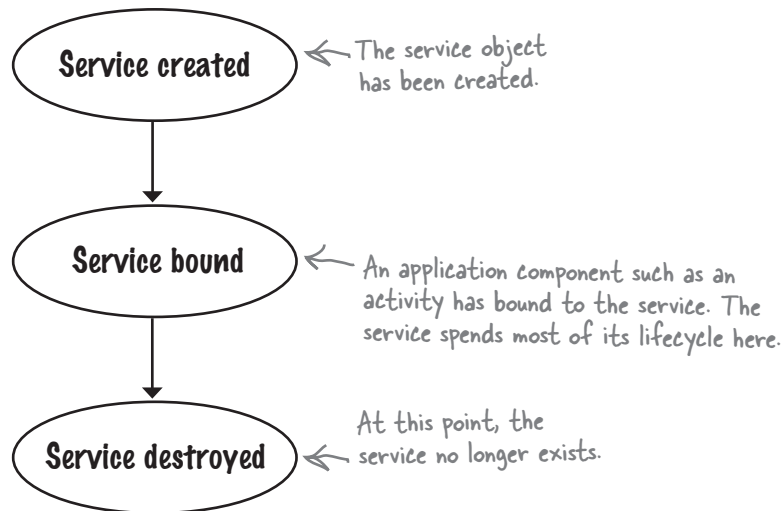 Service created
The service object
has been created.
Service bound
An application component such as an
activity has bound to the service. The
service spends most of its lifecycle here.
Service destroyed
At this point, the
service no longer exists.